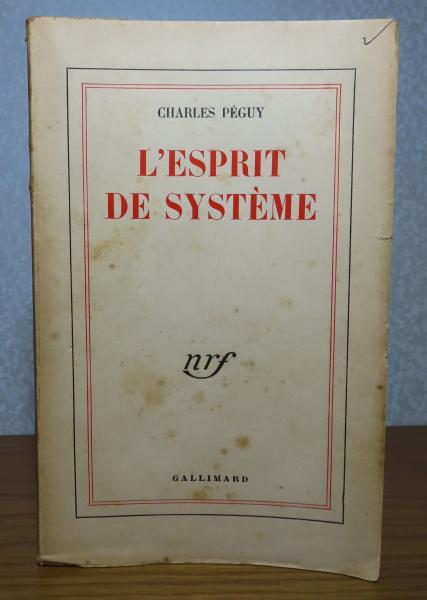 CHARLES PÉGUY
L'ESPRIT
DE SYSTÈME
nrf
GALLIMARD